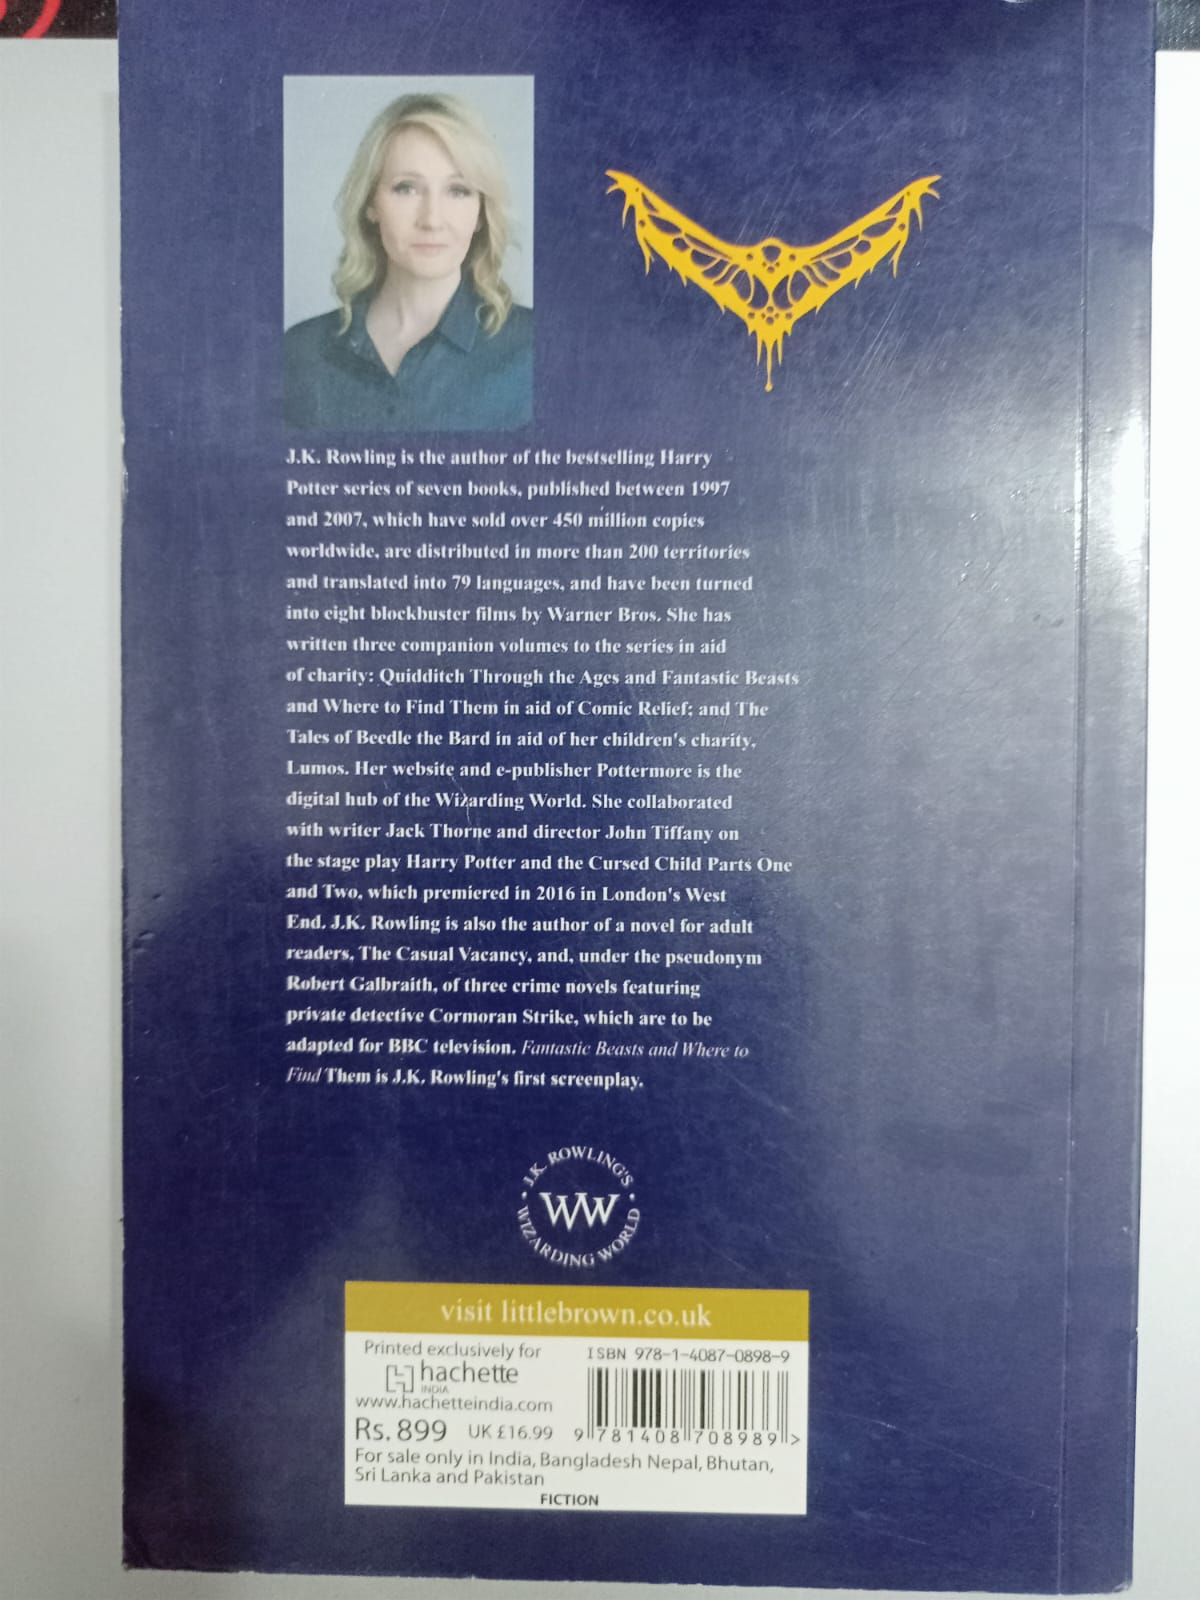 J.K. Rowling is the author of the bestselling Harry
Potter series of seven books, published between 1997
and 2007, which have sold over 450 million copies
worldwide, are distributed in more than 200 territories
and translated into 79 languages, and have been turned
into eight blockbuster films by Warner Bros. She has
written three companion volumes to the series in aid
of charity: Quidditch Through the Ages and Fantastic Beasts
and Where to Find Them in aid of Comic Relief; and The
Tales of Beedle the Bard in aid of her children's charity,
Lumos. Her website and e-publisher Pottermore is the
digital hub of the Wizarding World. She collaborated
with writer Jack Thorne and director John Tiffany on
the stage play Harry Potter and the Cursed Child Parts One
and Two, which premiered in 2016 in London's West
End. J.K. Rowling is also the author of a novel for adult
readers, The Casual Vacancy, and, under the pseudonym
Robert Galbraith, of three crime novels featuring
private detective Cormoran Strike, which are to be
adapted for BBC television. Fantastic Beasts and Where to
Find Them is J.K. Rowling's first screenplay.
J.K. ROWLING'S
WW
WIZARDING WORLD
visit littlebrown.co.uk
Printed exclusively for
hachette
INDIA
www.hachetteindia.com
Rs. 899 UK £16.99
ISBN 978-1-4087-0898-9
9 781408 708989 >
For sale only in India, Bangladesh Nepal, Bhutan,
Sri Lanka and Pakistan
FICTION